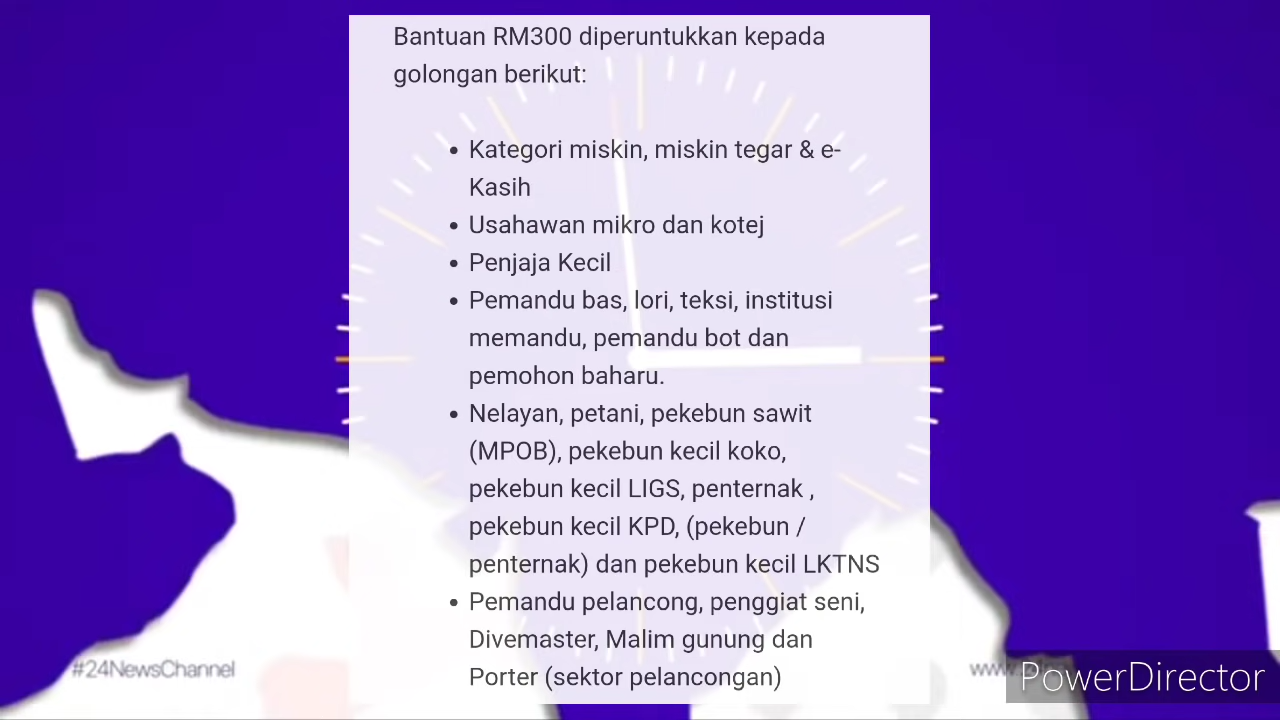 Bantuan RM300 diperuntukkan kepada
golongan berikut:
• Kategori miskin, miskin tegar & e-
Kasih
• Usahawan mikro dan kotej
• Penjaja Kecil
• Pemandu bas, lori, teksi, institusi
memandu, pemandu bot dan
pemohon baharu.
• Nelayan, petani, pekebun sawit
(MPOB), pekebun kecil koko,
pekebun kecil LIGS, penternak ,
pekebun kecil KPD, (pekebun /
penternak) dan pekebun kecil LKTNS
• Pemandu pelancong, penggiat seni,
Divemaster, Malim gunung dan
Porter (sektor pelancongan)
#24NewsChannel
PowerDirector